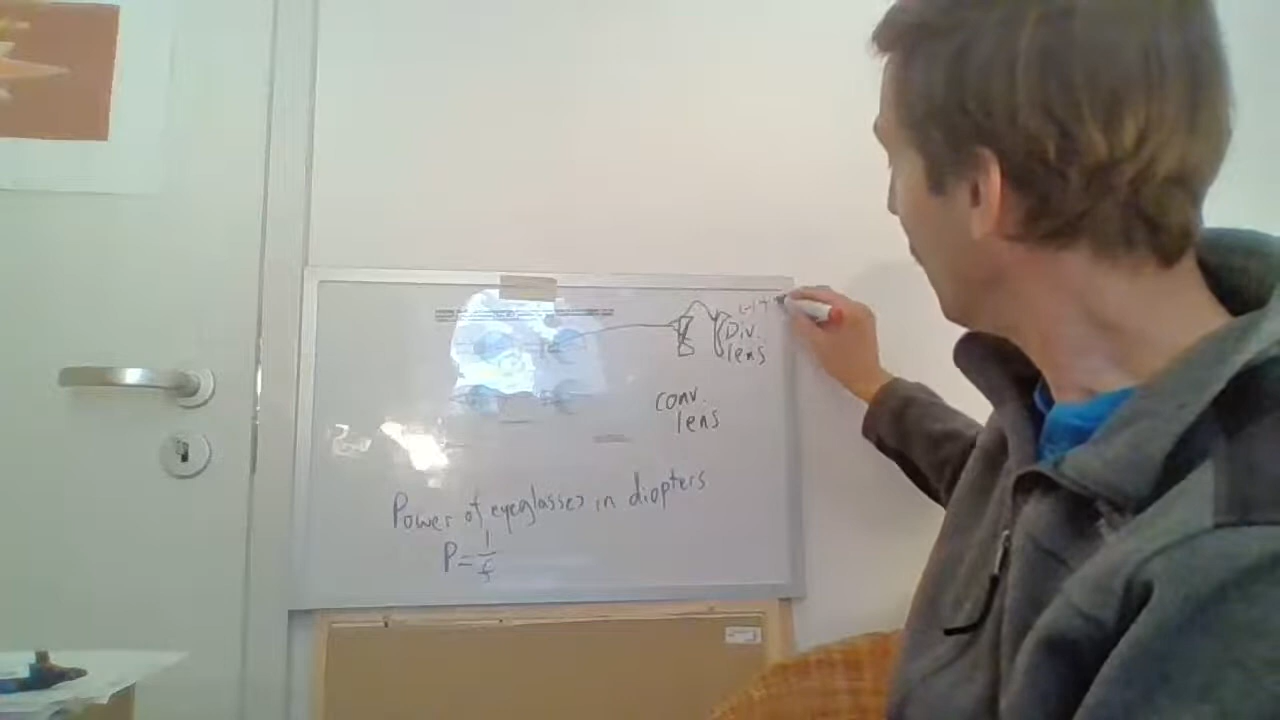 Div.
lens
conv.
lens
Power of eyeglasses in diopters
P=1/f